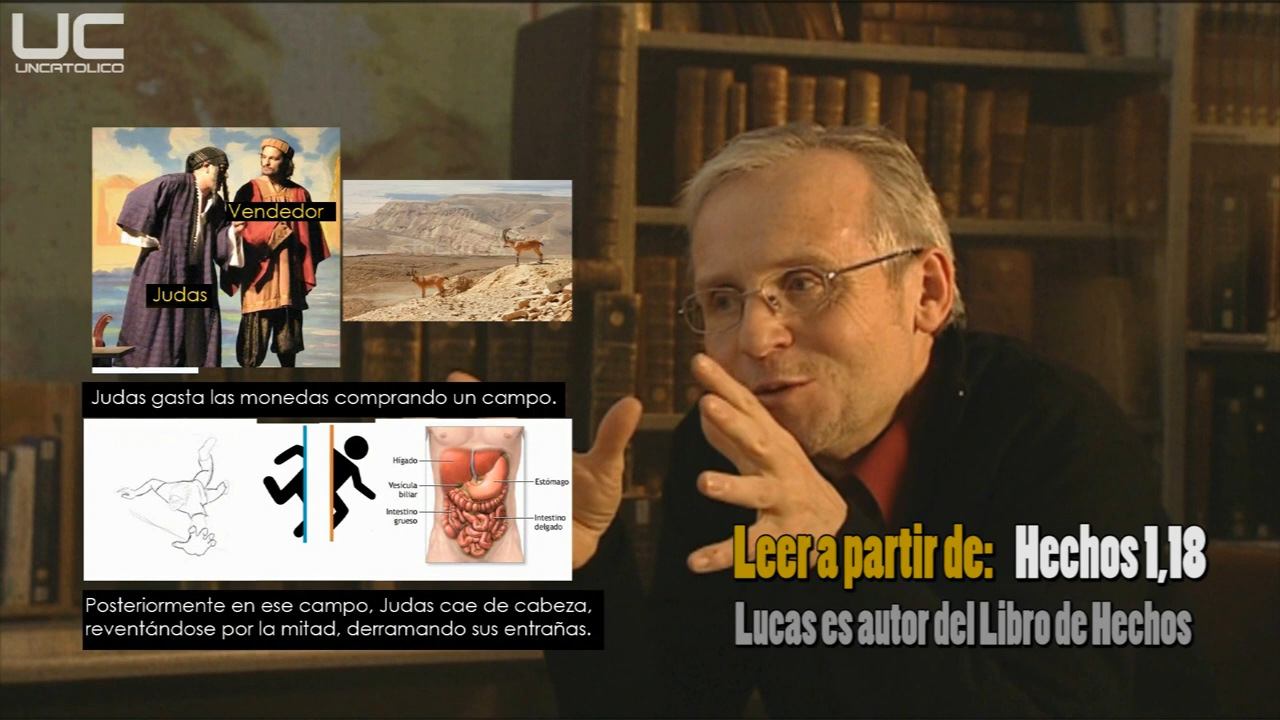 UC
UNCATOLICO
Vendedor
Judas
Judas gasta las monedas comprando un campo.
Hígado
Vesícula
biliar
Intestino
grueso
Estómago
Intestino
delgado
Posteriormente en ese campo, Judas cae de cabeza,
reventándose por la mitad, derramando sus entrañas.
Leer a partir de: Hechos 1,18
Lucas es autor del Libro de Hechos